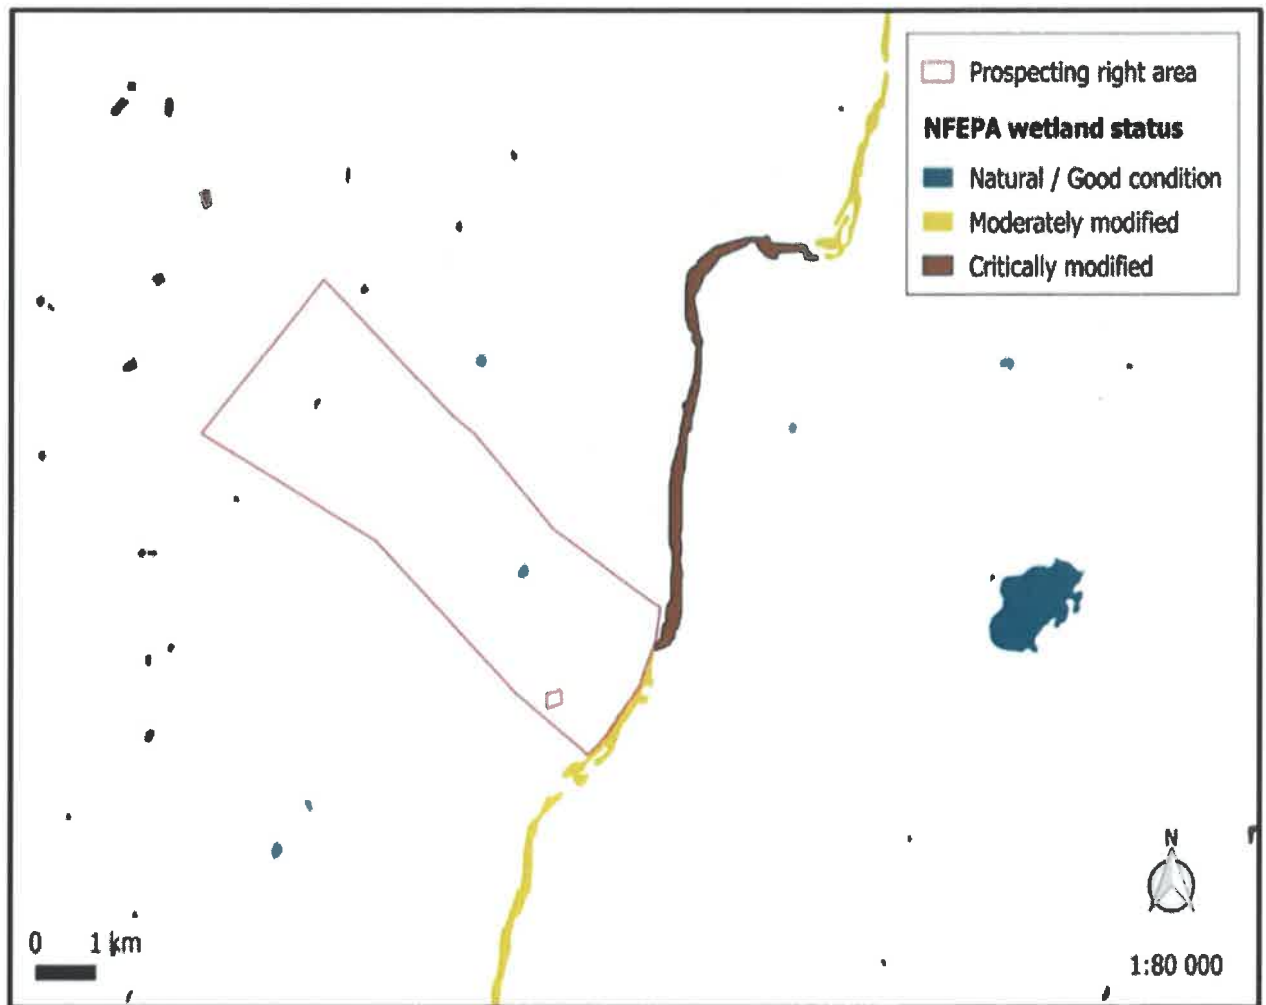 Prospecting right area
NFEPA wetland status
Natural / Good condition
Moderately modified
Critically modified
N
0 1 km
1:80 000